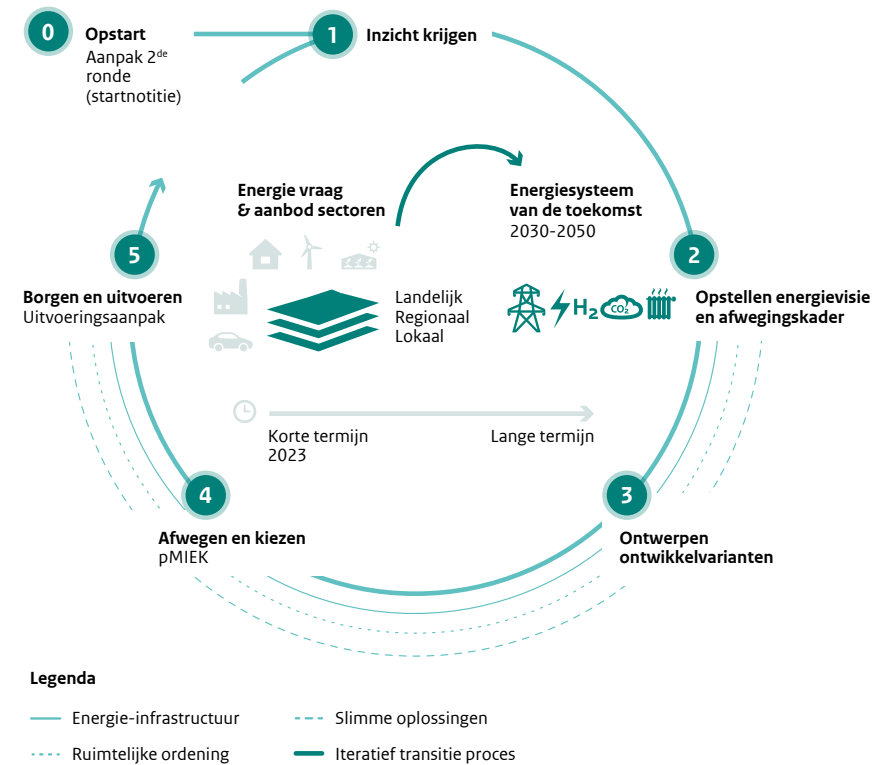 0
Opstart
Aanpak 2de
ronde
(startnotitie)
1
Inzicht krijgen
Energie vraag
& aanbod sectoren
Energiesysteem
van de toekomst
2030-2050
2
Opstellen energievisie
en afwegingskader
H2
CO2
Landelijk
Regionaal
Lokaal
5
Borgen en uitvoeren
Uitvoeringsaanpak
Korte termijn
2023
Lange termijn
4
Afwegen en kiezen
pMIEK
3
Ontwerpen
ontwikkelvarianten
Legenda
Energie-infrastructuur
Slimme oplossingen
Ruimtelijke ordening
Iteratief transitie proces